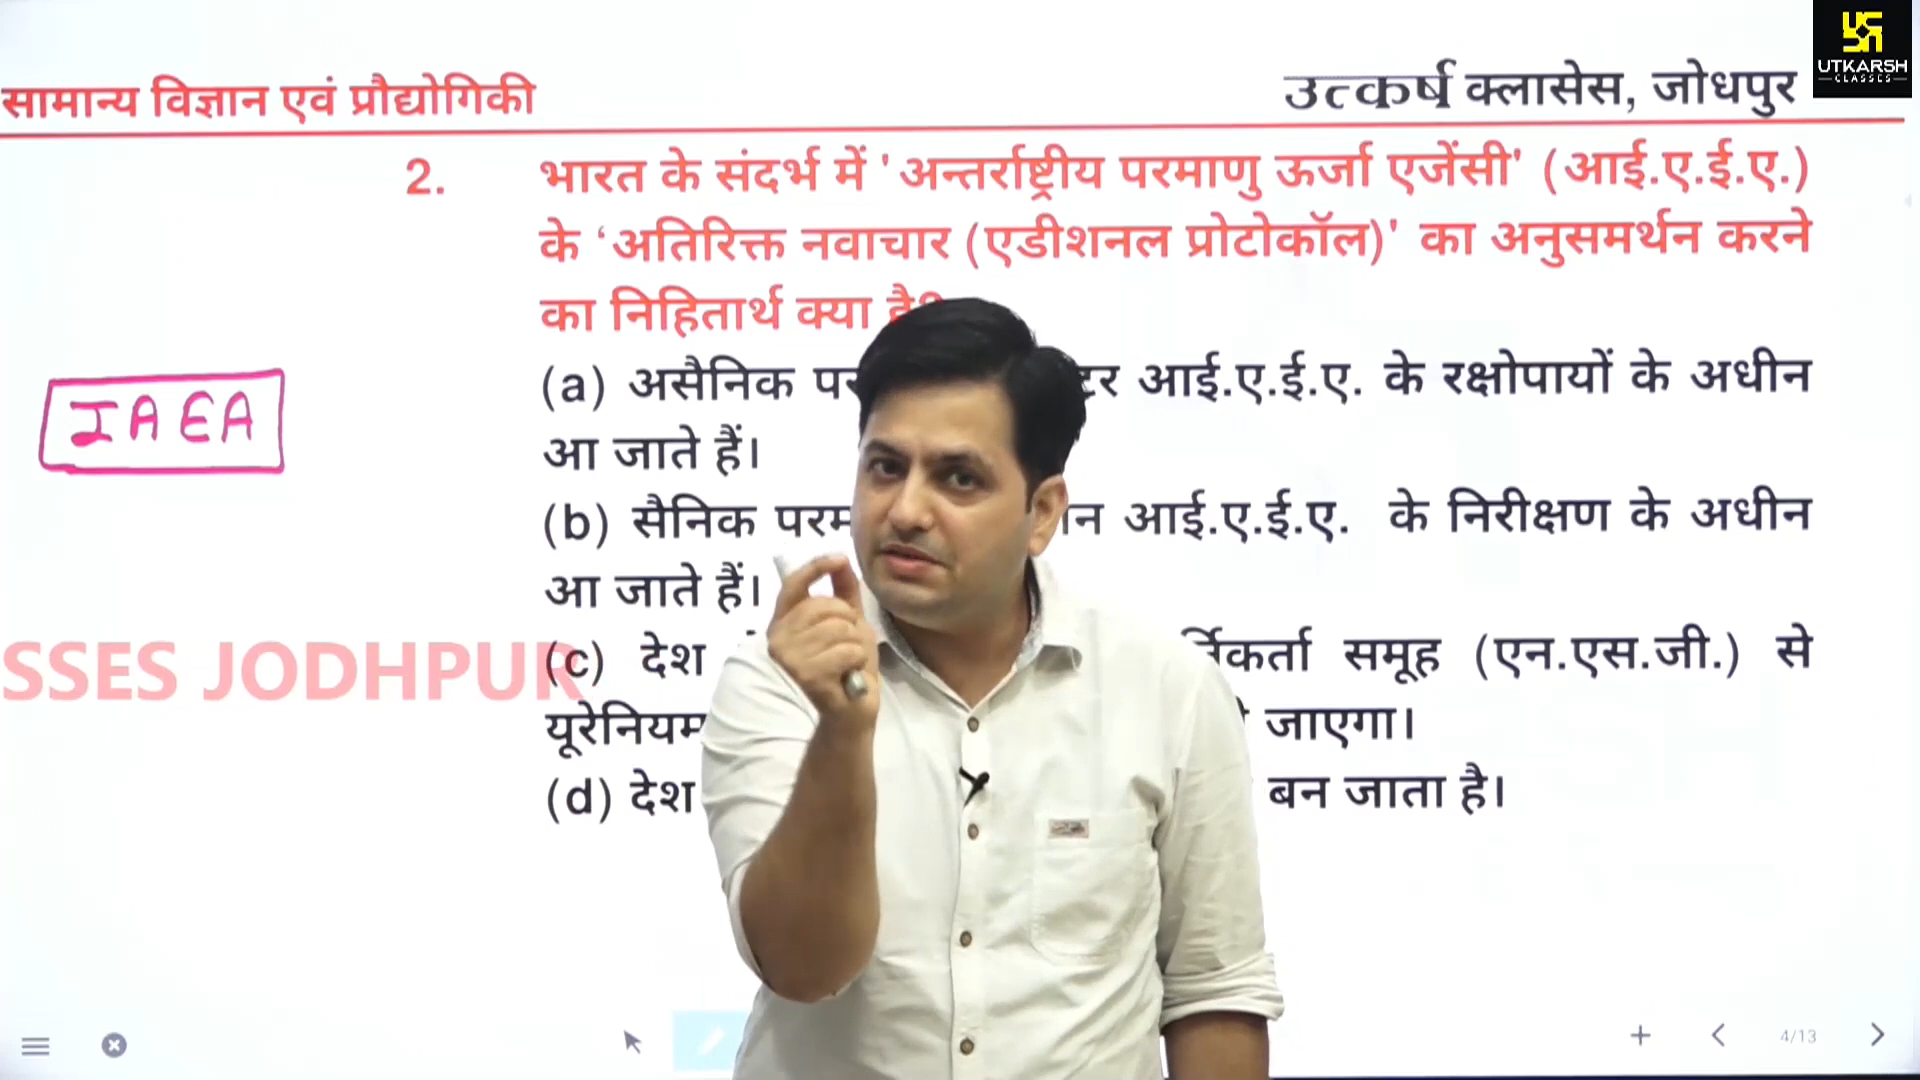 UTKARSH
CLASSES
सामान्य विज्ञान एवं प्रौद्योगिकी
उत्कर्ष क्लासेस, जोधपुर
2. भारत के संदर्भ में 'अन्तर्राष्ट्रीय परमाणु ऊर्जा एजेंसी' (आई.ए.ई.ए.)
के 'अतिरिक्त नवाचार (एडीशनल प्रोटोकॉल)' का अनुसमर्थन करने
का निहितार्थ क्या है?
IAEA
(a) असैनिक आई.ए.ई.ए. के रक्षोपायों के अधीन
आ जाते हैं।
(b) सैनिक आई.ए.ई.ए. के निरीक्षण के अधीन
आ जाते हैं।
SSES JODHPUR
(c) देश समूह (एन.एस.जी.) से
यूरेनियम जाएगा।
(d) देश बन जाता है।
4/13